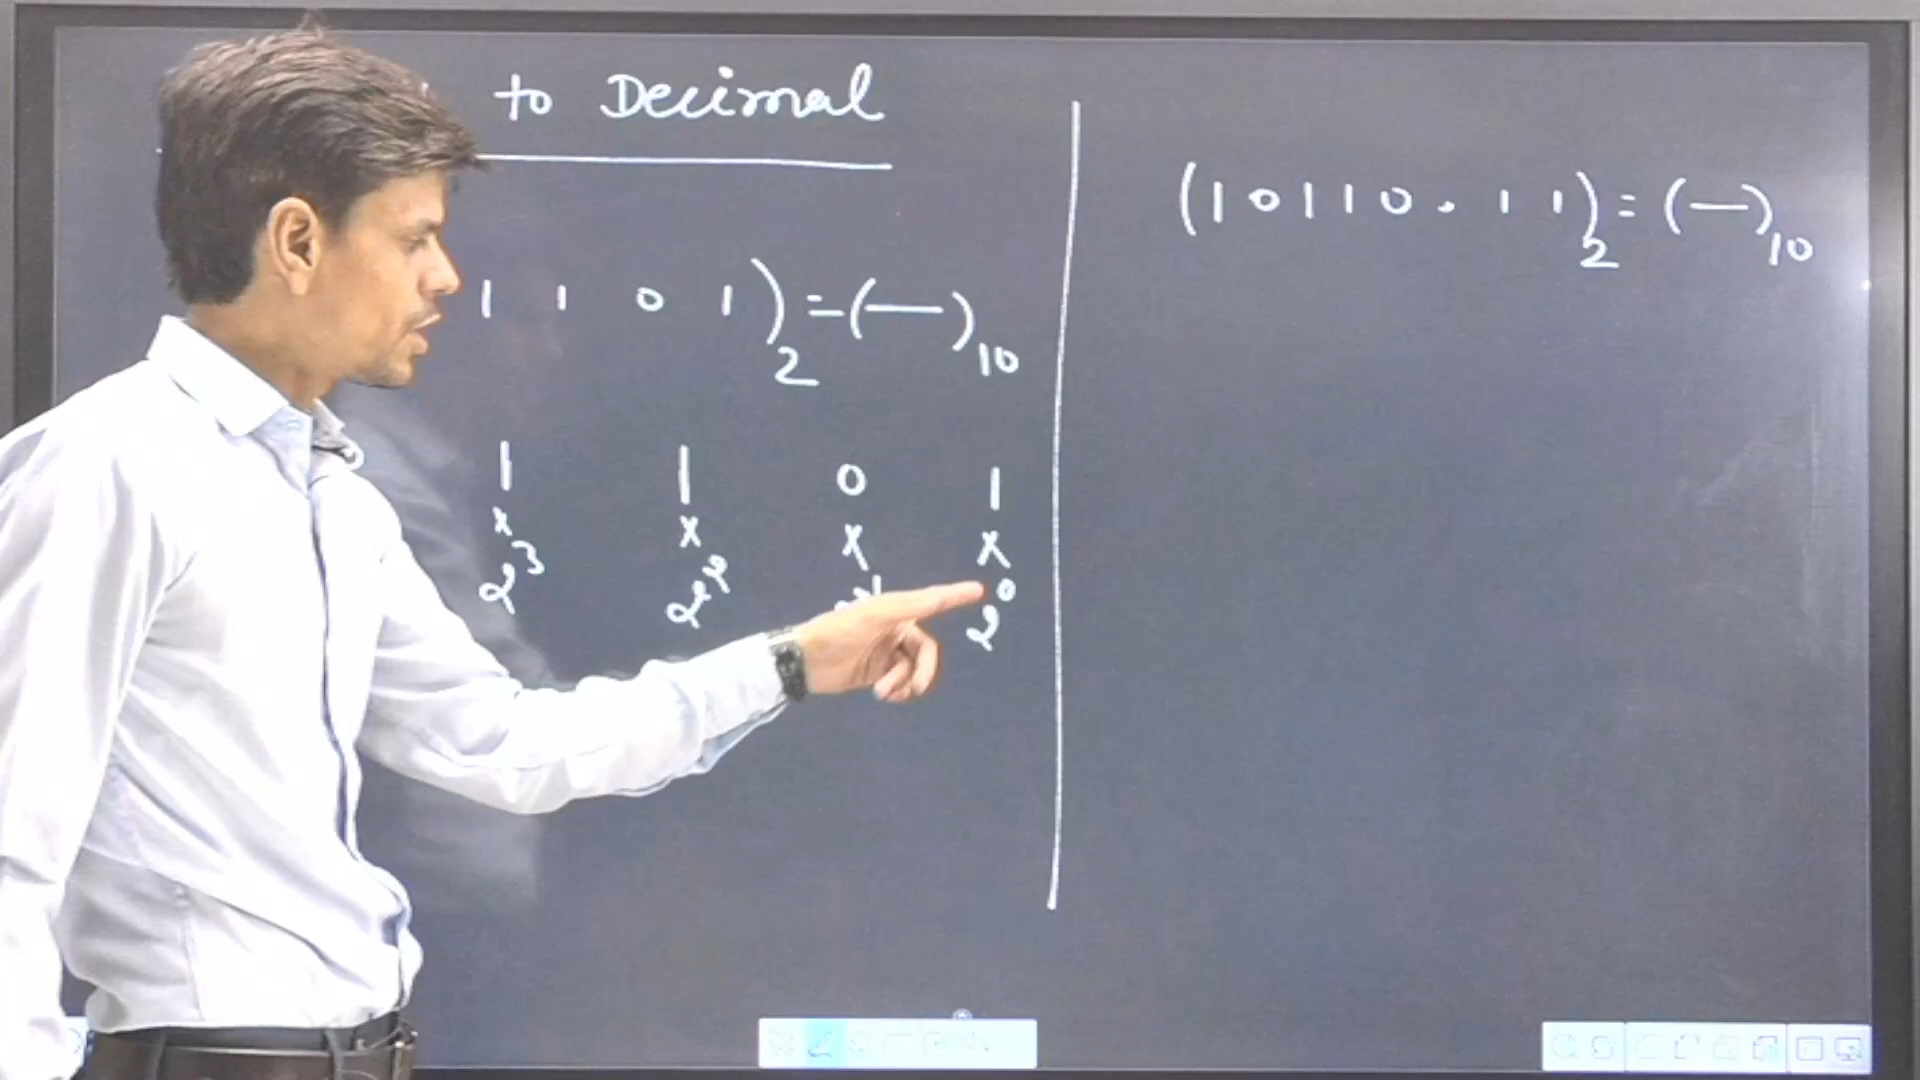 to Decimal
1 1 0 1)2 = (—)10
1 1 0 1
x x x x
2^3 2^2 2^0
(10110.11)2 = (—)10